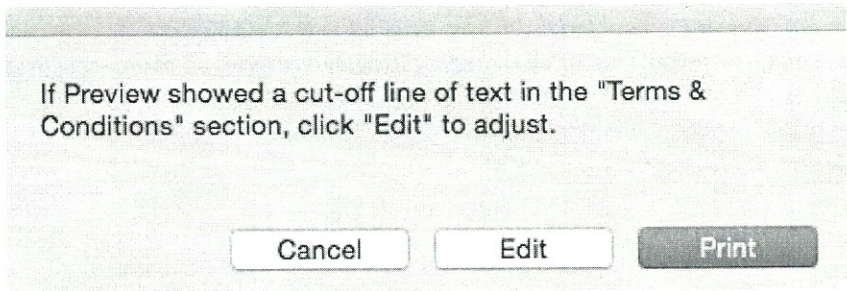 If Preview showed a cut-off line of text in the "Terms &
Conditions" section, click "Edit" to adjust.
Cancel Edit Print